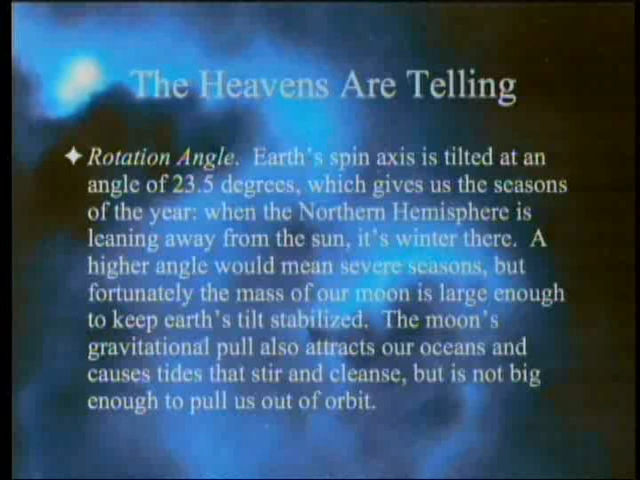 The Heavens Are Telling
Rotation Angle. Earth's spin axis is tilted at an
angle of 23.5 degrees, which gives us the seasons
of the year: when the Northern Hemisphere is
leaning away from the sun, it's winter there. A
higher angle would mean severe seasons, but
fortunately the mass of our moon is large enough
to keep earth's tilt stabilized. The moon's
gravitational pull also attracts our oceans and
causes tides that stir and cleanse, but is not big
enough to pull us out of orbit.